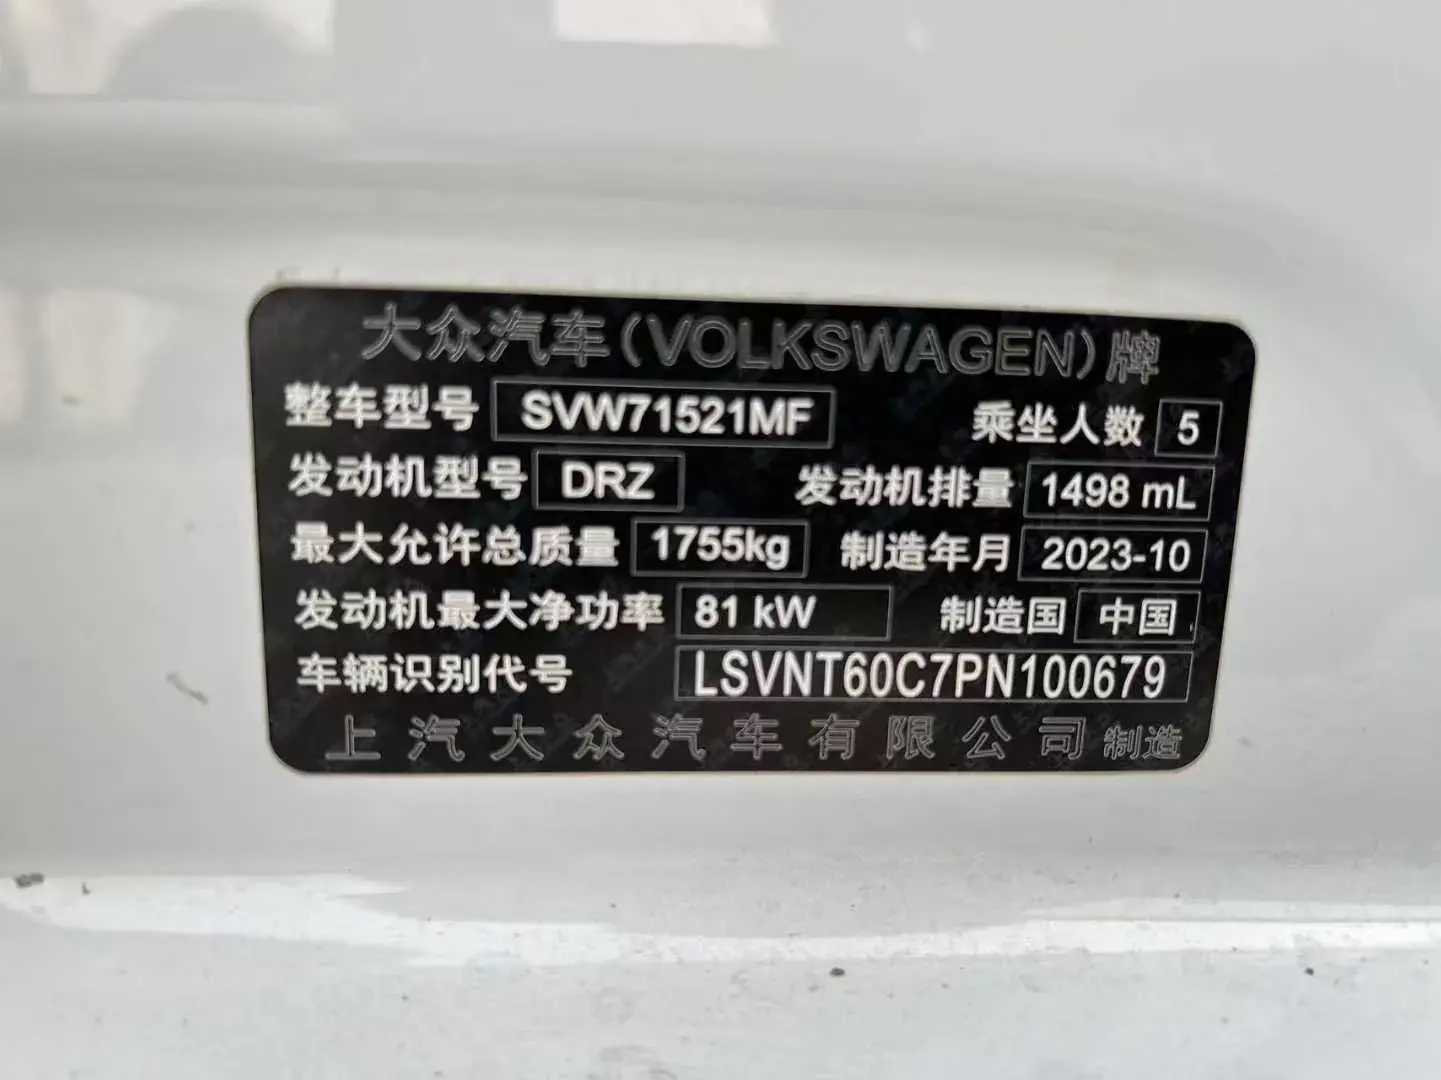 大众汽车(VOLKSWAGEN)牌
整车型号 SVW71521MF 乘坐人数 5
发动机型号 DRZ 发动机排量 1498 mL
最大允许总质量 1755kg 制造年月 2023-10
发动机最大净功率 81 kW 制造国 中国
车辆识别代号 LSVNT60C7PN100679
上汽大众汽车有限公司 制造